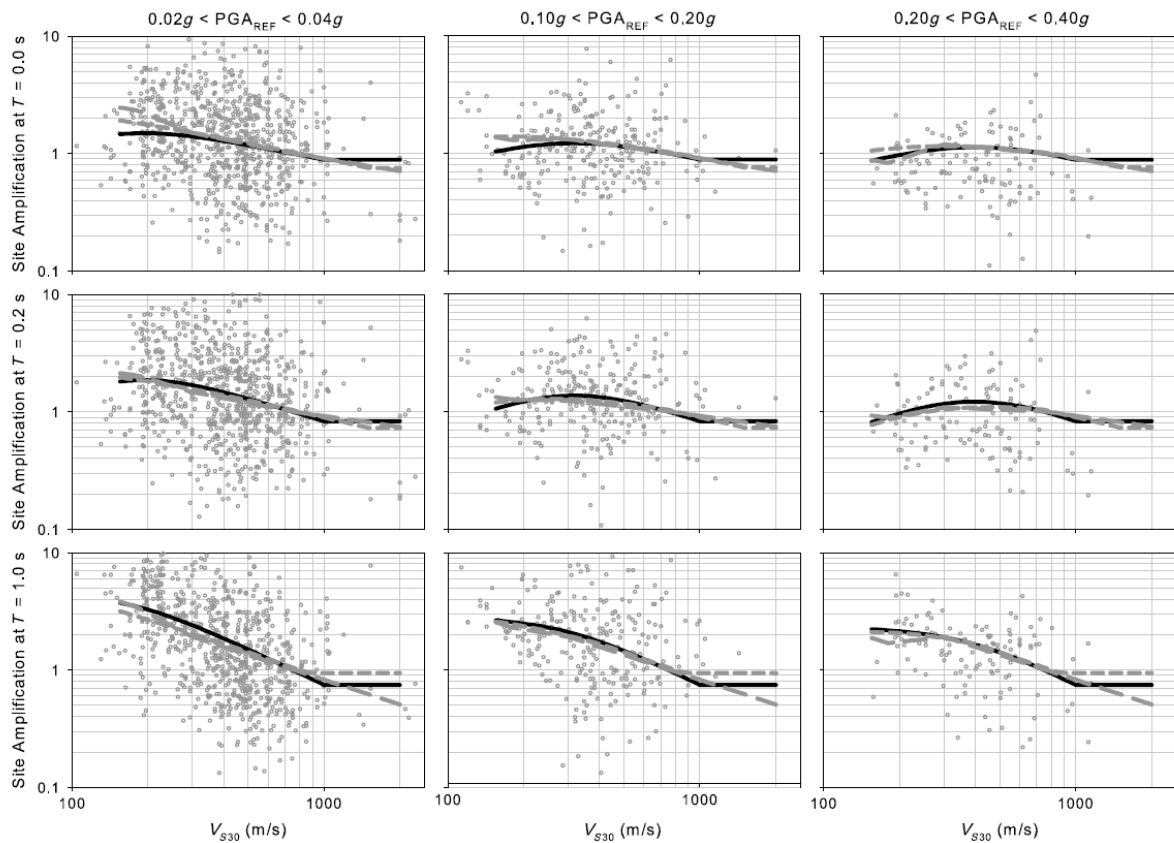 0.02g < PGA_REF < 0.04g
0.10g < PGA_REF < 0.20g
0.20g < PGA_REF < 0.40g
Site Amplification at T = 0.0 s
10
1
0.1
Site Amplification at T = 0.2 s
10
1
0.1
Site Amplification at T = 1.0 s
10
1
0.1
100
1000
100
1000
100
1000
V_S30 (m/s)
V_S30 (m/s)
V_S30 (m/s)